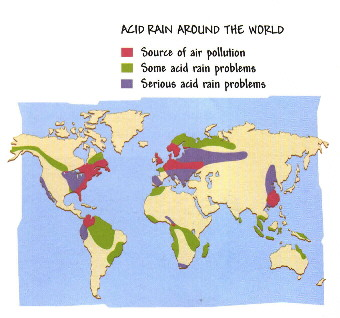 ACID RAIN AROUND THE WORLD
Source of air pollution
Some acid rain problems
Serious acid rain problems